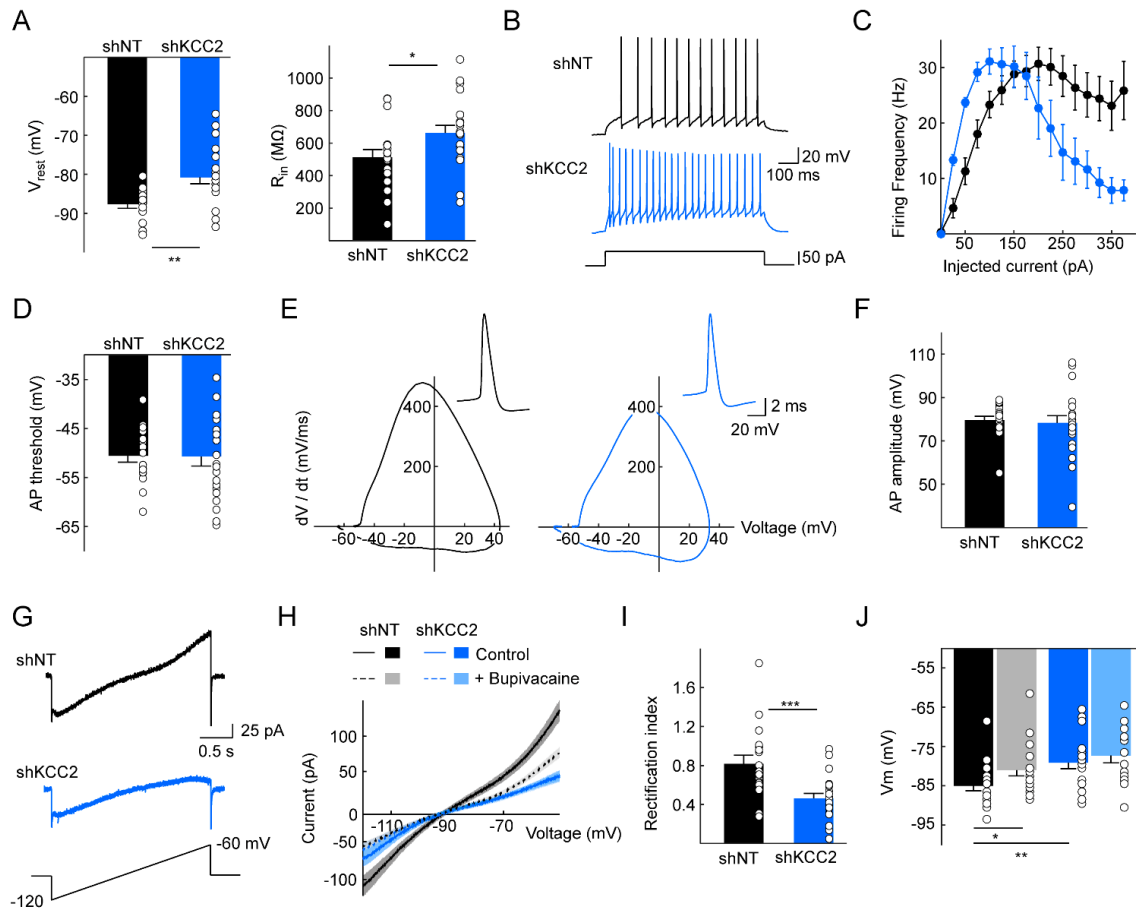 A
shNT shKCC2
-60
-70
-80
-90
Vrest (mV)
**
*
1000
800
600
400
200
Rin (MΩ)
shNT shKCC2
B
shNT
shKCC2
20 mV
100 ms
50 pA
C
30
20
10
0
Firing Frequency (Hz)
50 150 250 350
Injected current (pA)
D
shNT shKCC2
-35
-45
-55
-65
AP threshold (mV)
E
400
200
dV / dt (mV/ms)
-60 -40 -20 0 20 40
400
200
2 ms
20 mV
-60 -40 -20 0 20 40
Voltage (mV)
F
110
90
70
50
AP amplitude (mV)
shNT shKCC2
G
shNT
25 pA
0.5 s
shKCC2
-60 mV
-120
H
shNT shKCC2
Control
+ Bupivacaine
100
50
0
-50
-100
Current (pA)
-110 -90 -70
Voltage (mV)
I
1.6
1.2
0.8
0.4
Rectification index
***
shNT shKCC2
J
-55
-65
-75
-85
-95
Vm (mV)
*
**